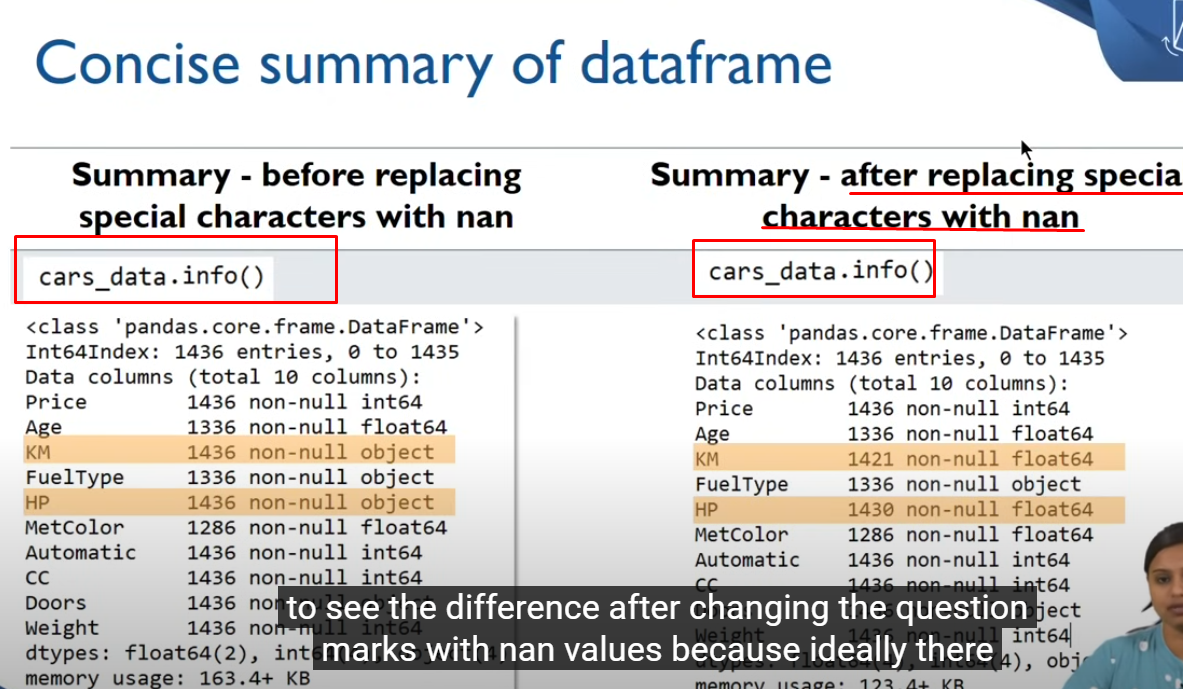 Concise summary of dataframe
Summary - before replacing
special characters with nan
cars_data.info()
<class 'pandas.core.frame.DataFrame'>
Int64Index: 1436 entries, 0 to 1435
Data columns (total 10 columns):
Price 1436 non-null int64
Age 1336 non-null float64
KM 1436 non-null object
FuelType 1336 non-null object
HP 1436 non-null object
MetColor 1286 non-null float64
Automatic 1436 non-null int64
CC 1436 non-null int64
Doors 1436
Weight 1436
dtypes: float64(2),
memory usage: 163.4+ KB
Summary - after replacing specia
characters with nan
cars_data.info()
<class 'pandas.core.frame.DataFrame'>
Int64Index: 1436 entries, 0 to 1435
Data columns (total 10 columns):
Price 1436 non-null int64
Age 1336 non-null float64
KM 1421 non-null float64
FuelType 1336 non-null object
HP 1430 non-null float64
MetColor 1286 non-null float64
Automatic 1436 non-null int64
CC 1436 non-null int64
Weight 1436 non-null int64
memory usage: 123.4+ KB
to see the difference after changing the question
marks with nan values because ideally there